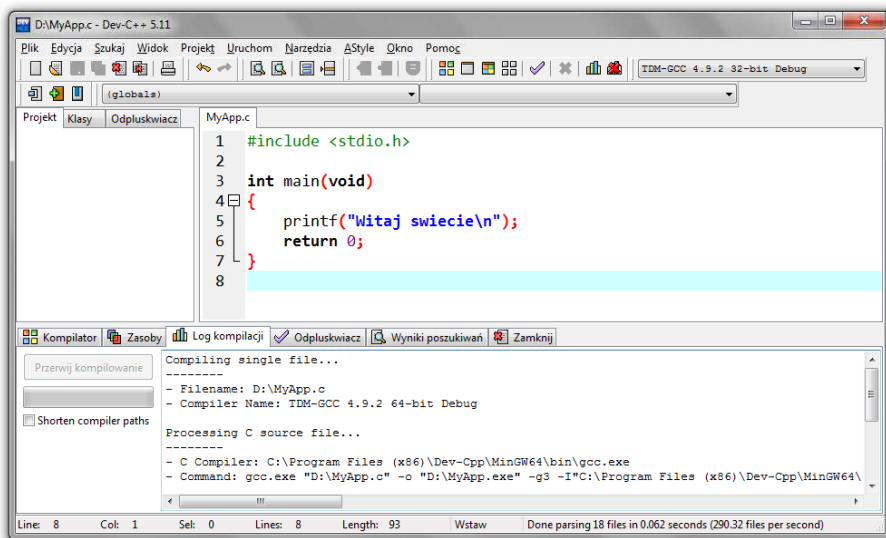 D:\MyApp.c - Dev-C++ 5.11
Plik Edycja Szukaj Widok Projekt Uruchom Narzędzia AStyle Okno Pomoc
TDM-GCC 4.9.2 32-bit Debug
(globals)
Projekt Klasy Odpluskwiacz MyApp.c
1 #include <stdio.h>
2
3 int main(void)
4 {
5 printf("Witaj swiecie\n");
6 return 0;
7 }
8
Kompilator Zasoby Log kompilacji Odpluskwiacz Wyniki poszukiwań Zamknij
Przerwij kompilowanie
Shorten compiler paths
Compiling single file...
--------
- Filename: D:\MyApp.c
- Compiler Name: TDM-GCC 4.9.2 64-bit Debug
Processing C source file...
--------
- C Compiler: C:\Program Files (x86)\Dev-Cpp\MinGW64\bin\gcc.exe
- Command: gcc.exe "D:\MyApp.c" -o "D:\MyApp.exe" -g3 -I"C:\Program Files (x86)\Dev-Cpp\MinGW64\
Line: 8 Col: 1 Sel: 0 Lines: 8 Length: 93 Wstaw Done parsing 18 files in 0.062 seconds (290.32 files per second)